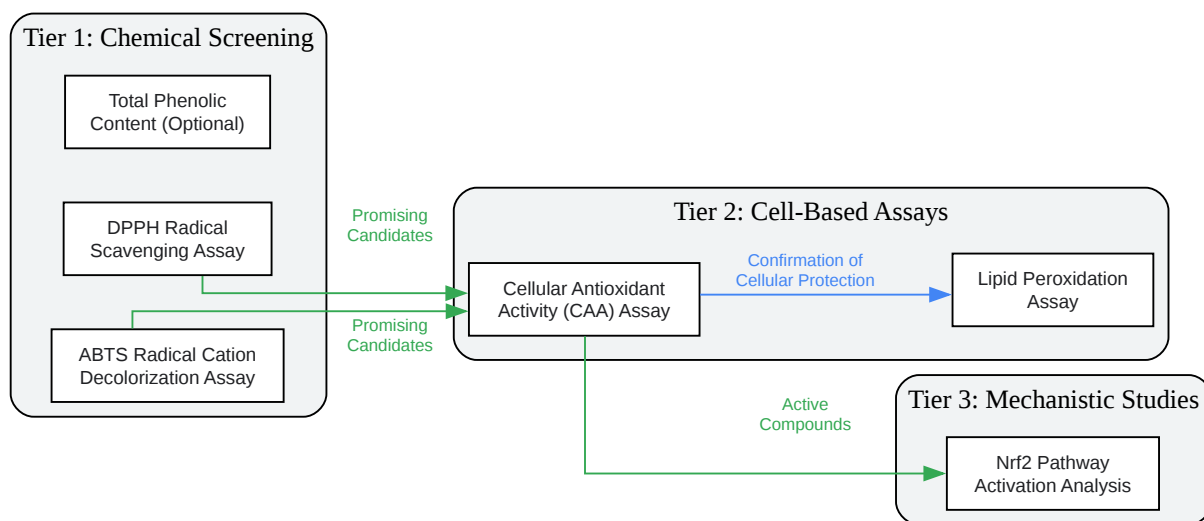 Tier 1: Chemical Screening
Total Phenolic
Content (Optional)
DPPH Radical
Scavenging Assay
ABTS Radical Cation
Decolorization Assay
Promising
Candidates
Promising
Candidates
Tier 2: Cell-Based Assays
Cellular Antioxidant
Activity (CAA) Assay
Confirmation of
Cellular Protection
Lipid Peroxidation
Assay
Active
Compounds
Tier 3: Mechanistic Studies
Nrf2 Pathway
Activation Analysis